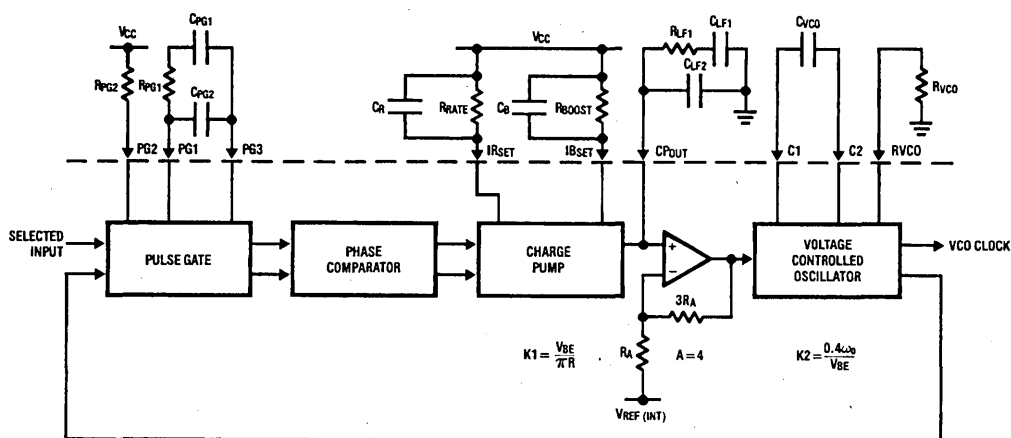 CPG1
VCC
RPG2
RPG1
CPG2
VCC
CR
RRATE
CB
RBOOST
RLF1
CLF1
CLF2
CVCO
RVCO
PG2
PG1
PG3
IRSET
IBSET
CPOUT
C1
C2
RVCO
SELECTED
INPUT
PULSE GATE
PHASE
COMPARATOR
CHARGE
PUMP
+
−
VOLTAGE
CONTROLLED
OSCILLATOR
VCO CLOCK
3RA
K1 = VBE / πR
RA
A = 4
K2 = 0.4ω0 / VBE
VREF (INT)